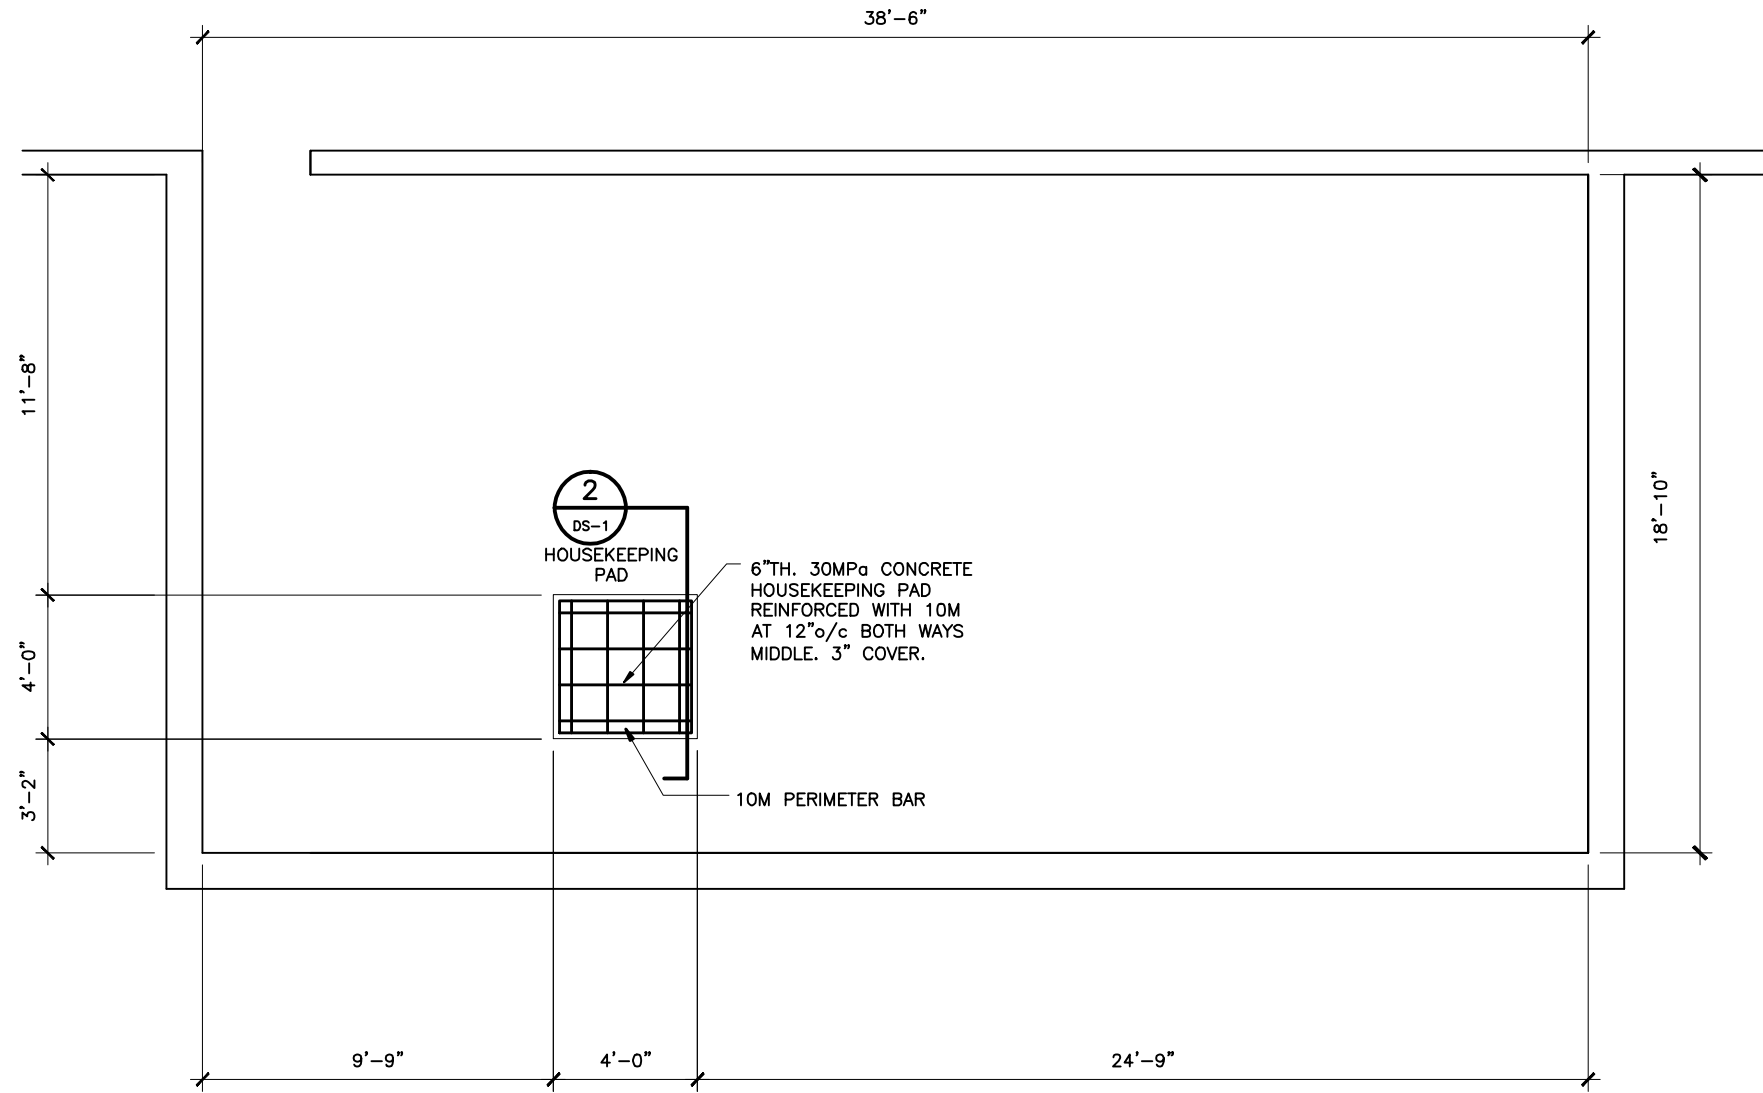 38'-6"
11'-8"
18'-10"
2
DS-1
HOUSEKEEPING
PAD
6"TH. 30MPa CONCRETE
HOUSEKEEPING PAD
REINFORCED WITH 10M
AT 12"o/c BOTH WAYS
MIDDLE. 3" COVER.
4'-0"
3'-2"
10M PERIMETER BAR
9'-9"
4'-0"
24'-9"